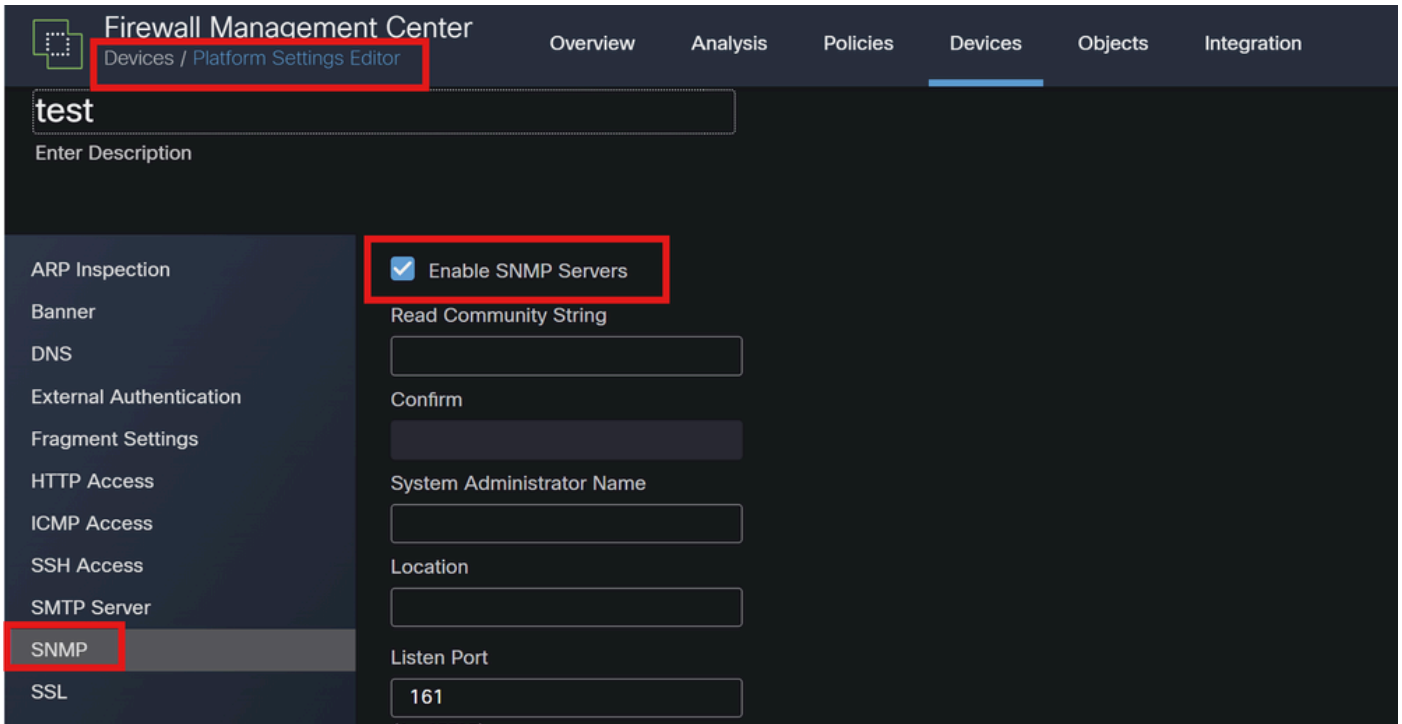 Firewall Management Center
Devices / Platform Settings Editor
Overview
Analysis
Policies
Devices
Objects
Integration
test
Enter Description
ARP Inspection
Banner
DNS
External Authentication
Fragment Settings
HTTP Access
ICMP Access
SSH Access
SMTP Server
SNMP
SSL
Enable SNMP Servers
Read Community String
Confirm
System Administrator Name
Location
Listen Port
161